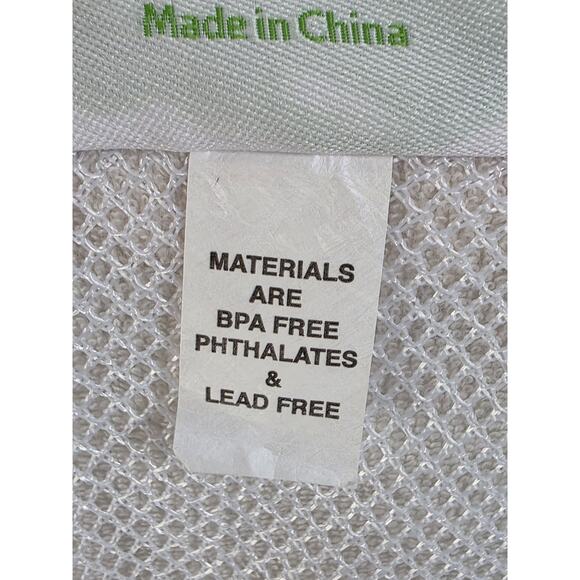 Made in China
MATERIALS
ARE
BPA FREE
PHTHALATES
&
LEAD FREE